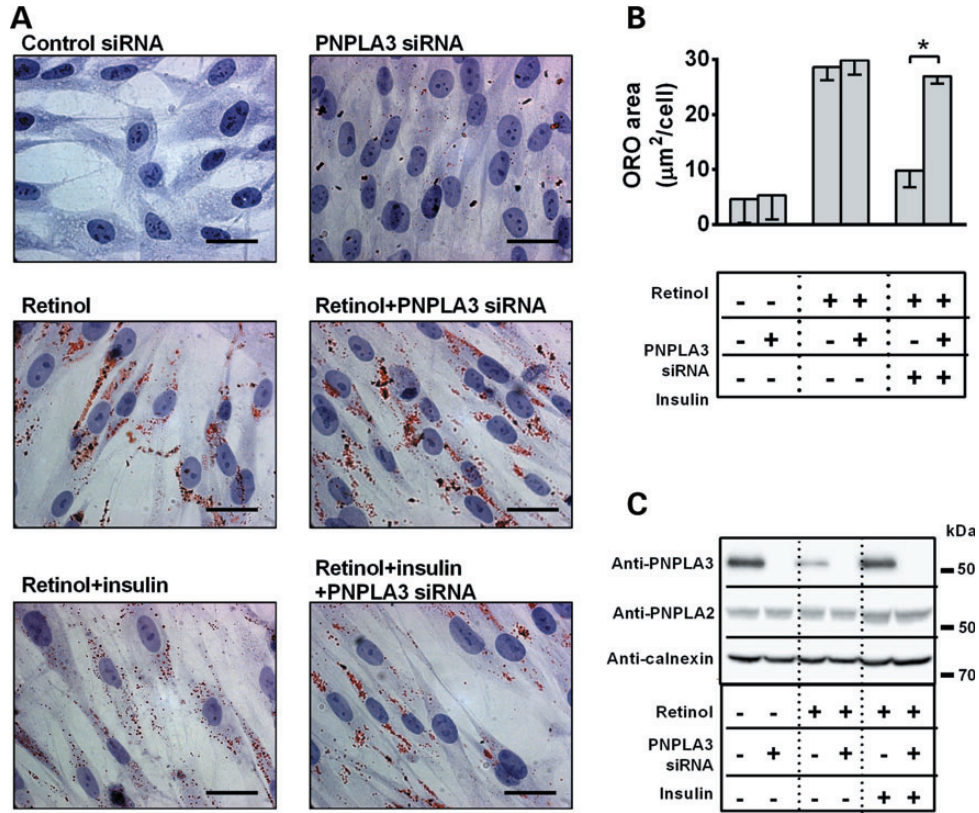 A
Control siRNA
PNPLA3 siRNA
Retinol
Retinol+PNPLA3 siRNA
Retinol+insulin
Retinol+insulin
+PNPLA3 siRNA
B
*
ORO area
(µm²/cell)
30
20
10
0
Retinol - - + + + +
PNPLA3
siRNA - + - + - +
Insulin - - - - + +
C
kDa
Anti-PNPLA3 50
Anti-PNPLA2 50
Anti-calnexin 70
Retinol - - + + + +
PNPLA3
siRNA - + - + - +
Insulin - - - - + +